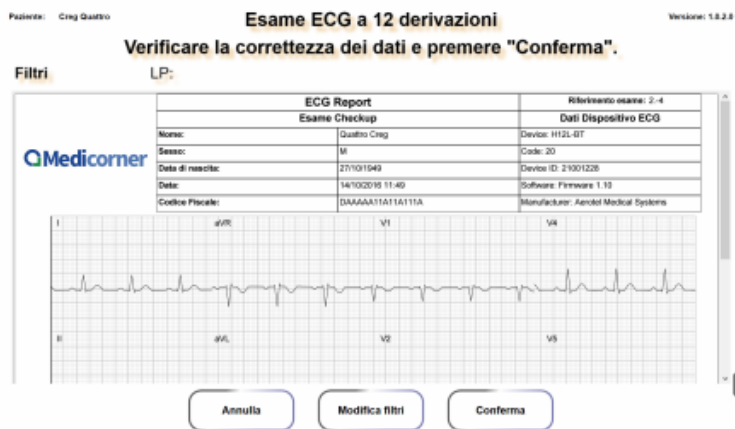 Paziente: Creg Quattro
Esame ECG a 12 derivazioni
Versione: 1.8.2.8
Verificare la correttezza dei dati e premere "Conferma".
Filtri LP:
Medicorner
ECG Report Riferimento esame: 2.-4
Esame Checkup Dati Dispositivo ECG
Nome: Quattro Creg Device: H12L-BT
Sesso: M Code: 20
Data di nascita: 27/10/1949 Device ID: 21001228
Data: 14/10/2016 11:49 Software: Firmware 1.10
Codice Fiscale: DAAAAA11A11A111A Manufacturer: Aerotel Medical Systems
I aVR V1 V4
II aVL V2 V5
Annulla Modifica filtri Conferma